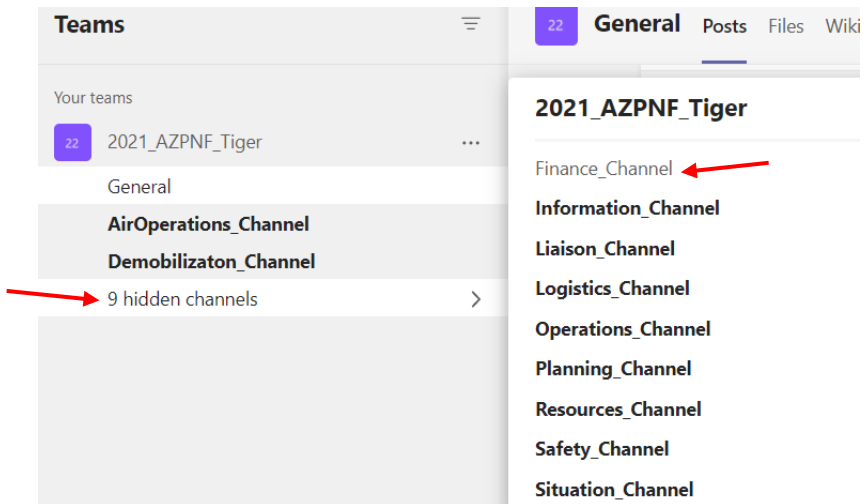 Teams
Your teams
22 2021_AZPNF_Tiger ...
General
AirOperations_Channel
Demobilizaton_Channel
9 hidden channels
22 General Posts Files Wiki
2021_AZPNF_Tiger
Finance_Channel
Information_Channel
Liaison_Channel
Logistics_Channel
Operations_Channel
Planning_Channel
Resources_Channel
Safety_Channel
Situation_Channel